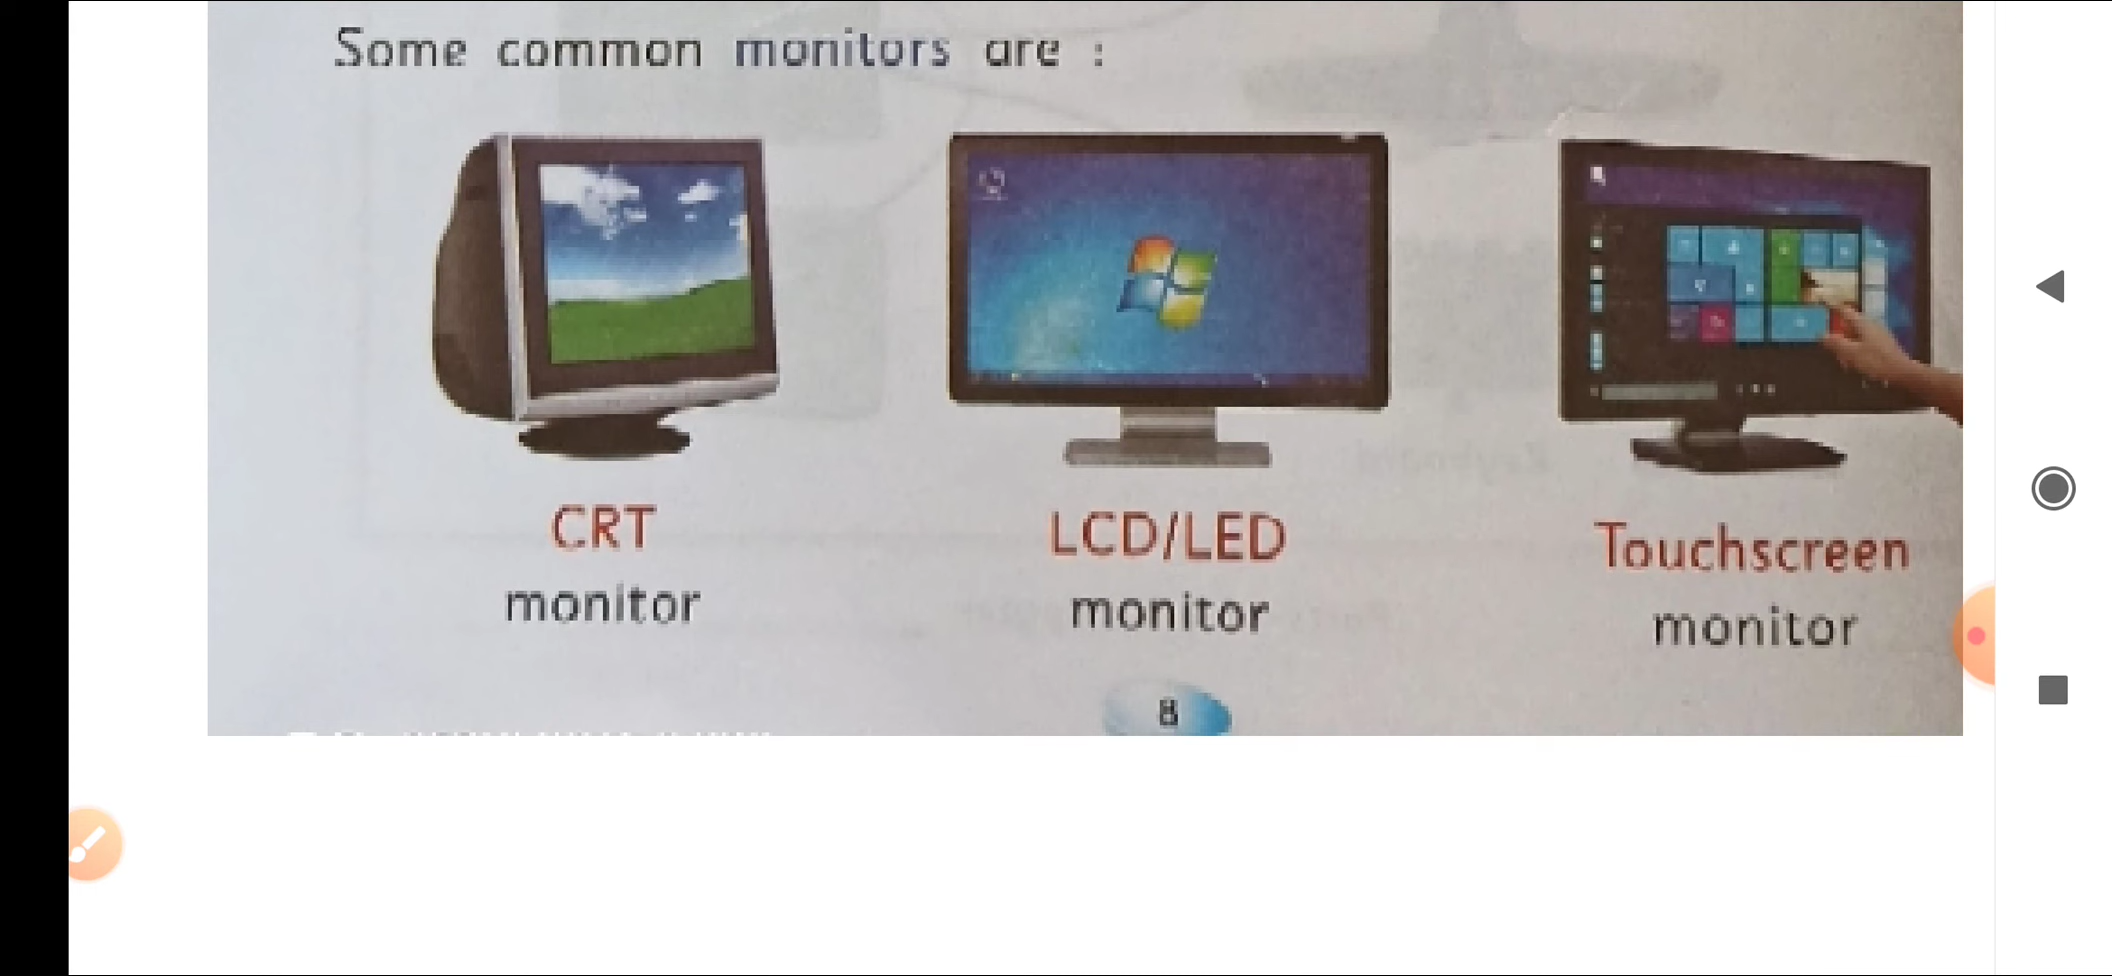 Some common monitors are :
CRT
monitor
LCD/LED
monitor
Touchscreen
monitor
8